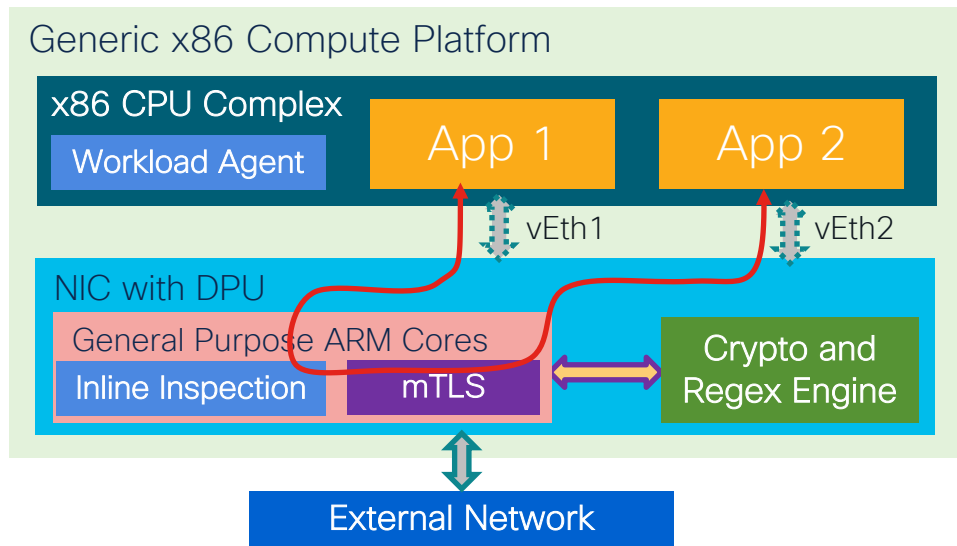 Generic x86 Compute Platform
x86 CPU Complex
Workload Agent
App 1
App 2
vEth1
vEth2
NIC with DPU
General Purpose ARM Cores
Inline Inspection
mTLS
Crypto and
Regex Engine
External Network